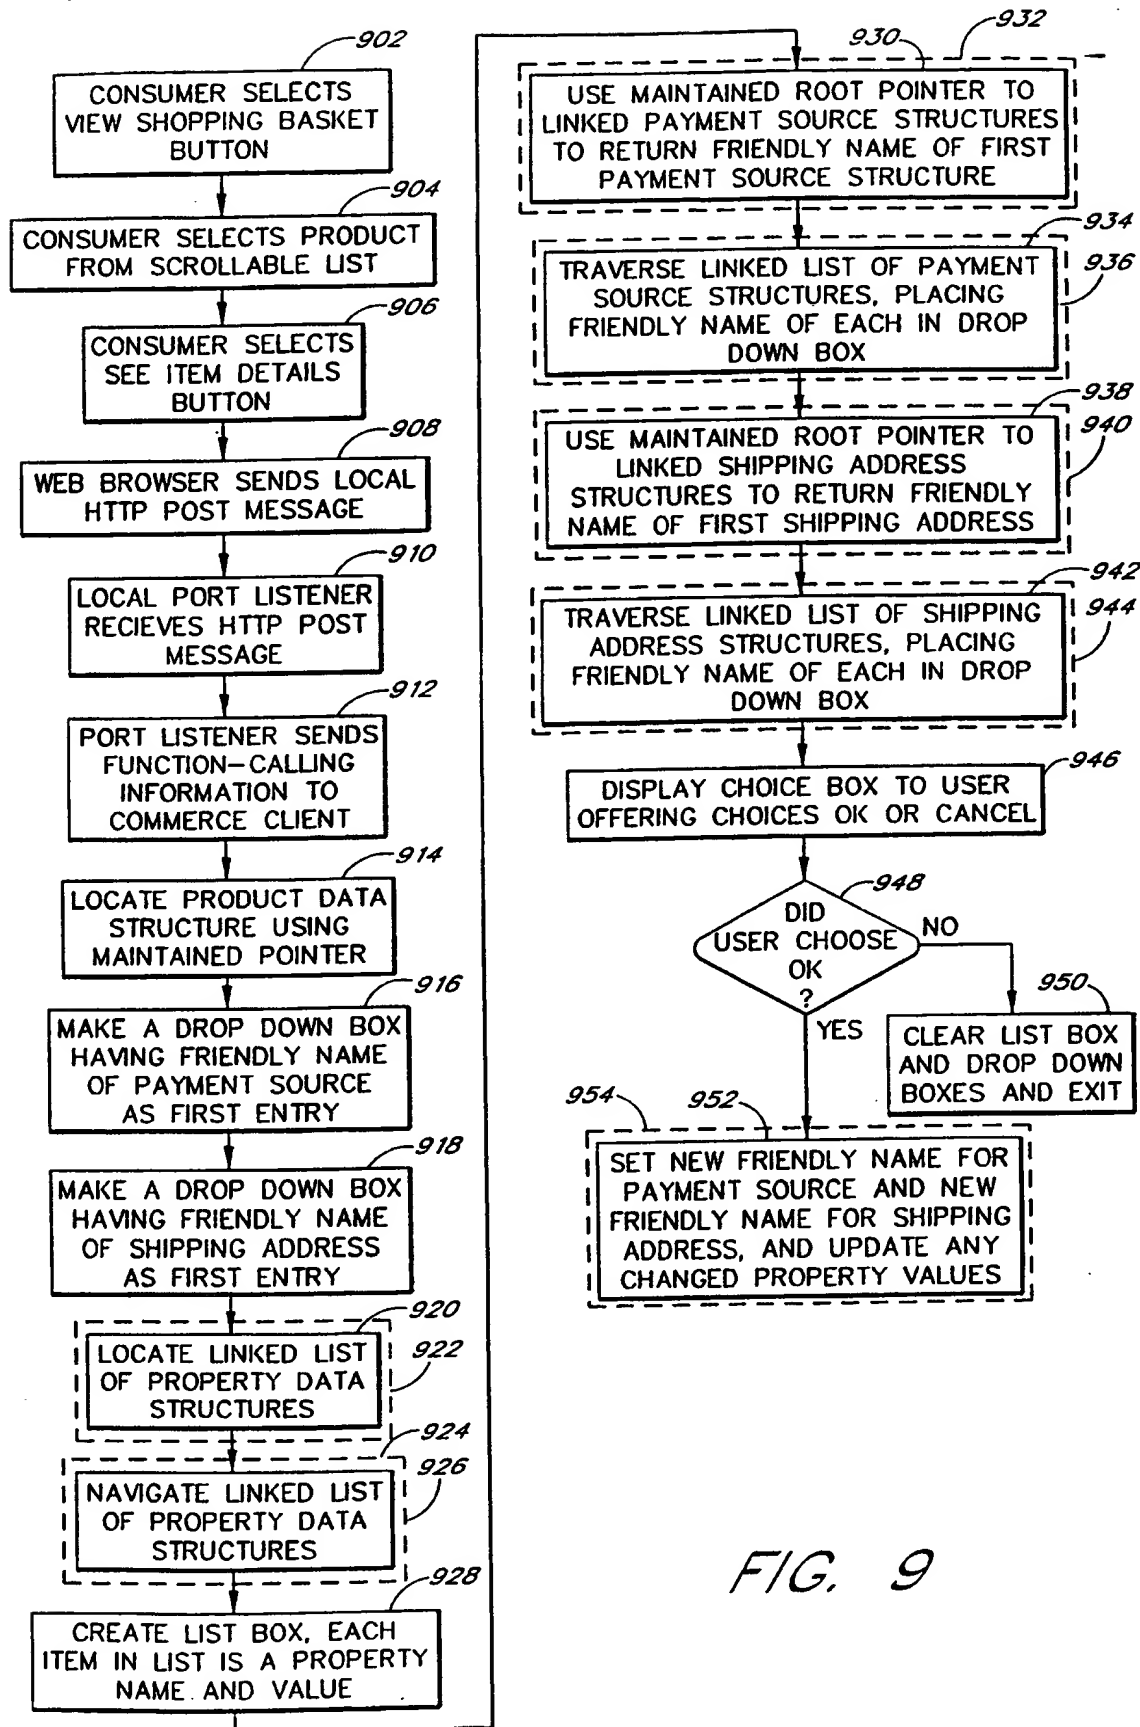 902
CONSUMER SELECTS
VIEW SHOPPING BASKET
BUTTON
904
CONSUMER SELECTS PRODUCT
FROM SCROLLABLE LIST
906
CONSUMER SELECTS
SEE ITEM DETAILS
BUTTON
908
WEB BROWSER SENDS LOCAL
HTTP POST MESSAGE
910
LOCAL PORT LISTENER
RECIEVES HTTP POST
MESSAGE
912
PORT LISTENER SENDS
FUNCTION-CALLING
INFORMATION TO
COMMERCE CLIENT
914
LOCATE PRODUCT DATA
STRUCTURE USING
MAINTAINED POINTER
916
MAKE A DROP DOWN BOX
HAVING FRIENDLY NAME
OF PAYMENT SOURCE
AS FIRST ENTRY
918
MAKE A DROP DOWN BOX
HAVING FRIENDLY NAME
OF SHIPPING ADDRESS
AS FIRST ENTRY
920
922
LOCATE LINKED LIST
OF PROPERTY DATA
STRUCTURES
924
926
NAVIGATE LINKED LIST
OF PROPERTY DATA
STRUCTURES
928
CREATE LIST BOX, EACH
ITEM IN LIST IS A PROPERTY
NAME AND VALUE
930
932
USE MAINTAINED ROOT POINTER TO
LINKED PAYMENT SOURCE STRUCTURES
TO RETURN FRIENDLY NAME OF FIRST
PAYMENT SOURCE STRUCTURE
934
936
TRAVERSE LINKED LIST OF PAYMENT
SOURCE STRUCTURES, PLACING
FRIENDLY NAME OF EACH IN DROP
DOWN BOX
938
940
USE MAINTAINED ROOT POINTER TO
LINKED SHIPPING ADDRESS
STRUCTURES TO RETURN FRIENDLY
NAME OF FIRST SHIPPING ADDRESS
942
944
TRAVERSE LINKED LIST OF SHIPPING
ADDRESS STRUCTURES, PLACING
FRIENDLY NAME OF EACH IN DROP
DOWN BOX
946
DISPLAY CHOICE BOX TO USER
OFFERING CHOICES OK OR CANCEL
948
DID
USER CHOOSE
OK
?
NO
YES
950
CLEAR LIST BOX
AND DROP DOWN
BOXES AND EXIT
954
952
SET NEW FRIENDLY NAME FOR
PAYMENT SOURCE AND NEW
FRIENDLY NAME FOR SHIPPING
ADDRESS, AND UPDATE ANY
CHANGED PROPERTY VALUES
FIG. 9